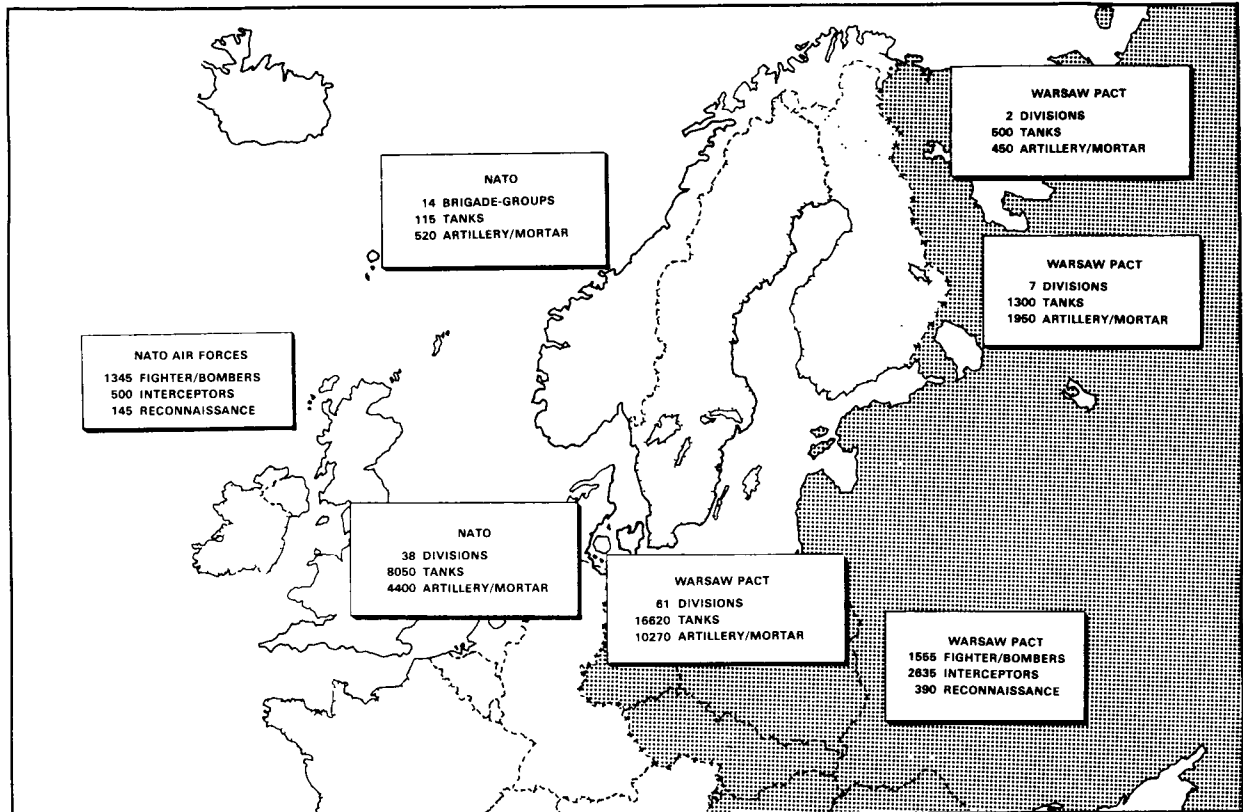 WARSAW PACT
2 DIVISIONS
500 TANKS
450 ARTILLERY/MORTAR
NATO
14 BRIGADE-GROUPS
115 TANKS
520 ARTILLERY/MORTAR
WARSAW PACT
7 DIVISIONS
1300 TANKS
1950 ARTILLERY/MORTAR
NATO AIR FORCES
1345 FIGHTER/BOMBERS
500 INTERCEPTORS
145 RECONNAISSANCE
NATO
38 DIVISIONS
8050 TANKS
4400 ARTILLERY/MORTAR
WARSAW PACT
61 DIVISIONS
16620 TANKS
10270 ARTILLERY/MORTAR
WARSAW PACT
1555 FIGHTER/BOMBERS
2635 INTERCEPTORS
390 RECONNAISSANCE